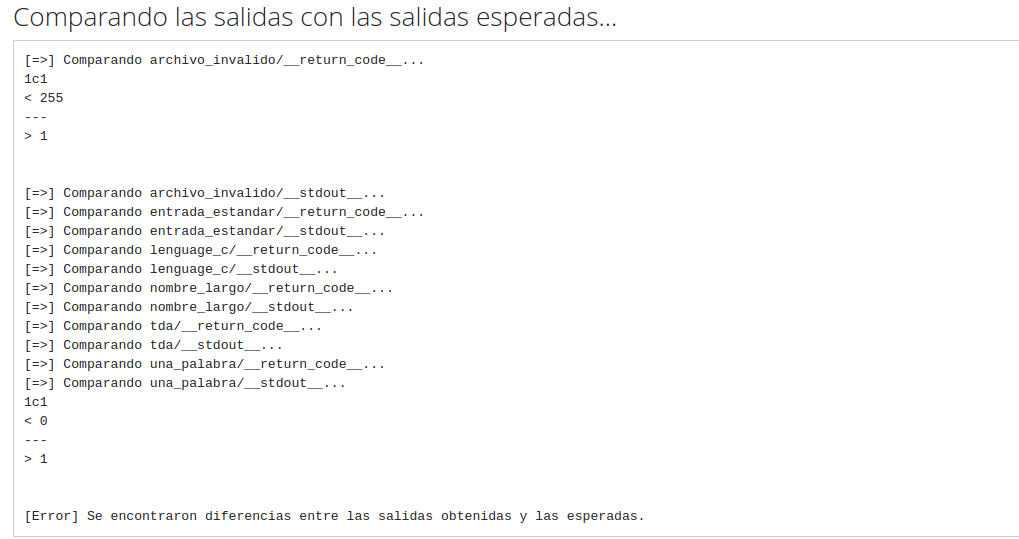 Comparando las salidas con las salidas esperadas...
[=>] Comparando archivo_invalido/__return_code__...
1c1
< 255
---
> 1
[=>] Comparando archivo_invalido/__stdout__...
[=>] Comparando entrada_estandar/__return_code__...
[=>] Comparando entrada_estandar/__stdout__...
[=>] Comparando lenguage_c/__return_code__...
[=>] Comparando lenguage_c/__stdout__...
[=>] Comparando nombre_largo/__return_code__...
[=>] Comparando nombre_largo/__stdout__...
[=>] Comparando tda/__return_code__...
[=>] Comparando tda/__stdout__...
[=>] Comparando una_palabra/__return_code__...
[=>] Comparando una_palabra/__stdout__...
1c1
< 0
---
> 1
[Error] Se encontraron diferencias entre las salidas obtenidas y las esperadas.